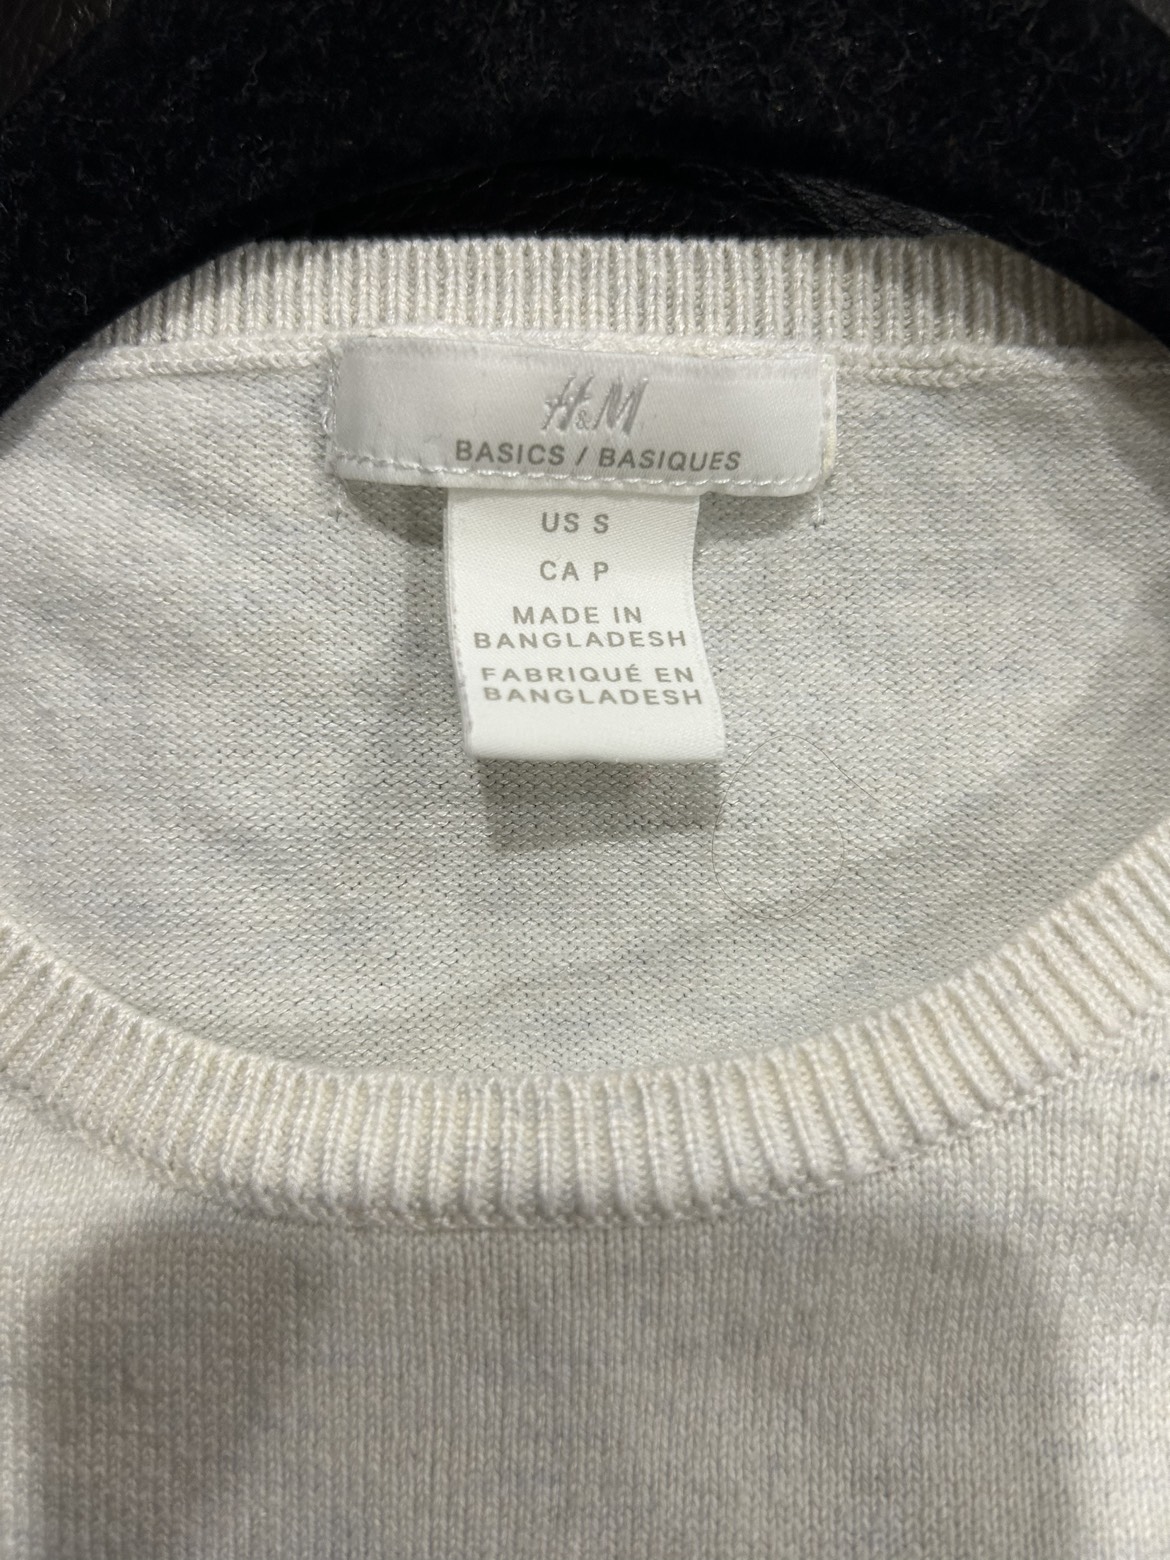 H&M
BASICS / BASIQUES
US S
CA P
MADE IN
BANGLADESH
FABRIQUÉ EN
BANGLADESH